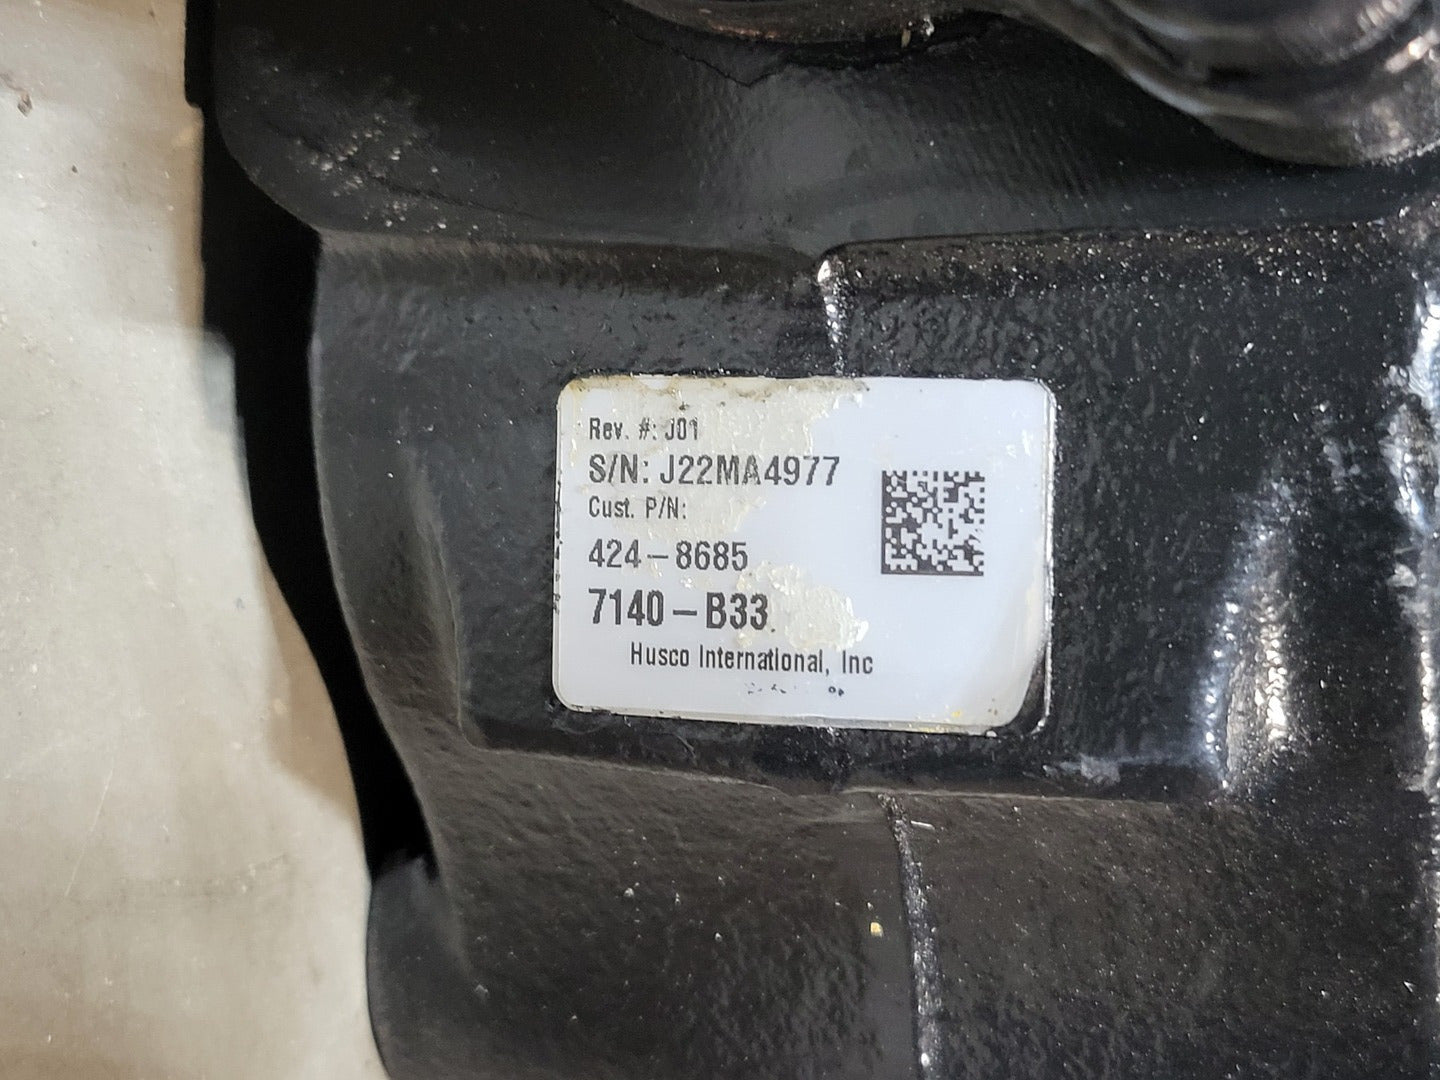 Rev. #: J01
S/N: J22MA4977
Cust. P/N:
424-8685
7140-B33
Husco International, Inc